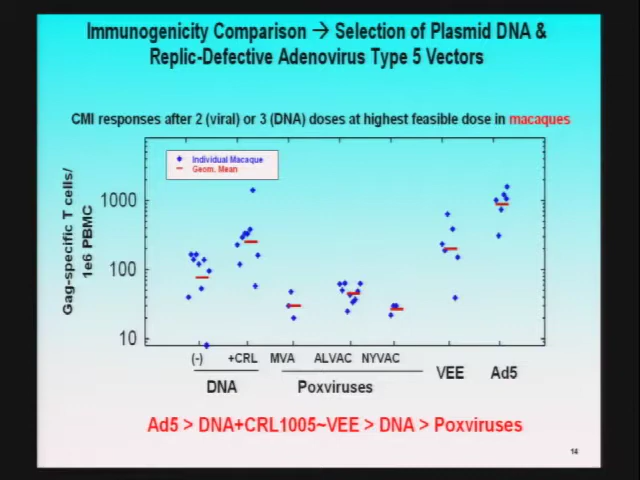 Immunogenicity Comparison → Selection of Plasmid DNA &
Replic-Defective Adenovirus Type 5 Vectors
CMI responses after 2 (viral) or 3 (DNA) doses at highest feasible dose in macaques
Individual Macaque
Geom. Mean
Gag-specific T cells/
1e6 PBMC
1000
100
10
(-) +CRL MVA ALVAC NYVAC
DNA Poxviruses VEE Ad5
Ad5 > DNA+CRL1005~VEE > DNA > Poxviruses
14